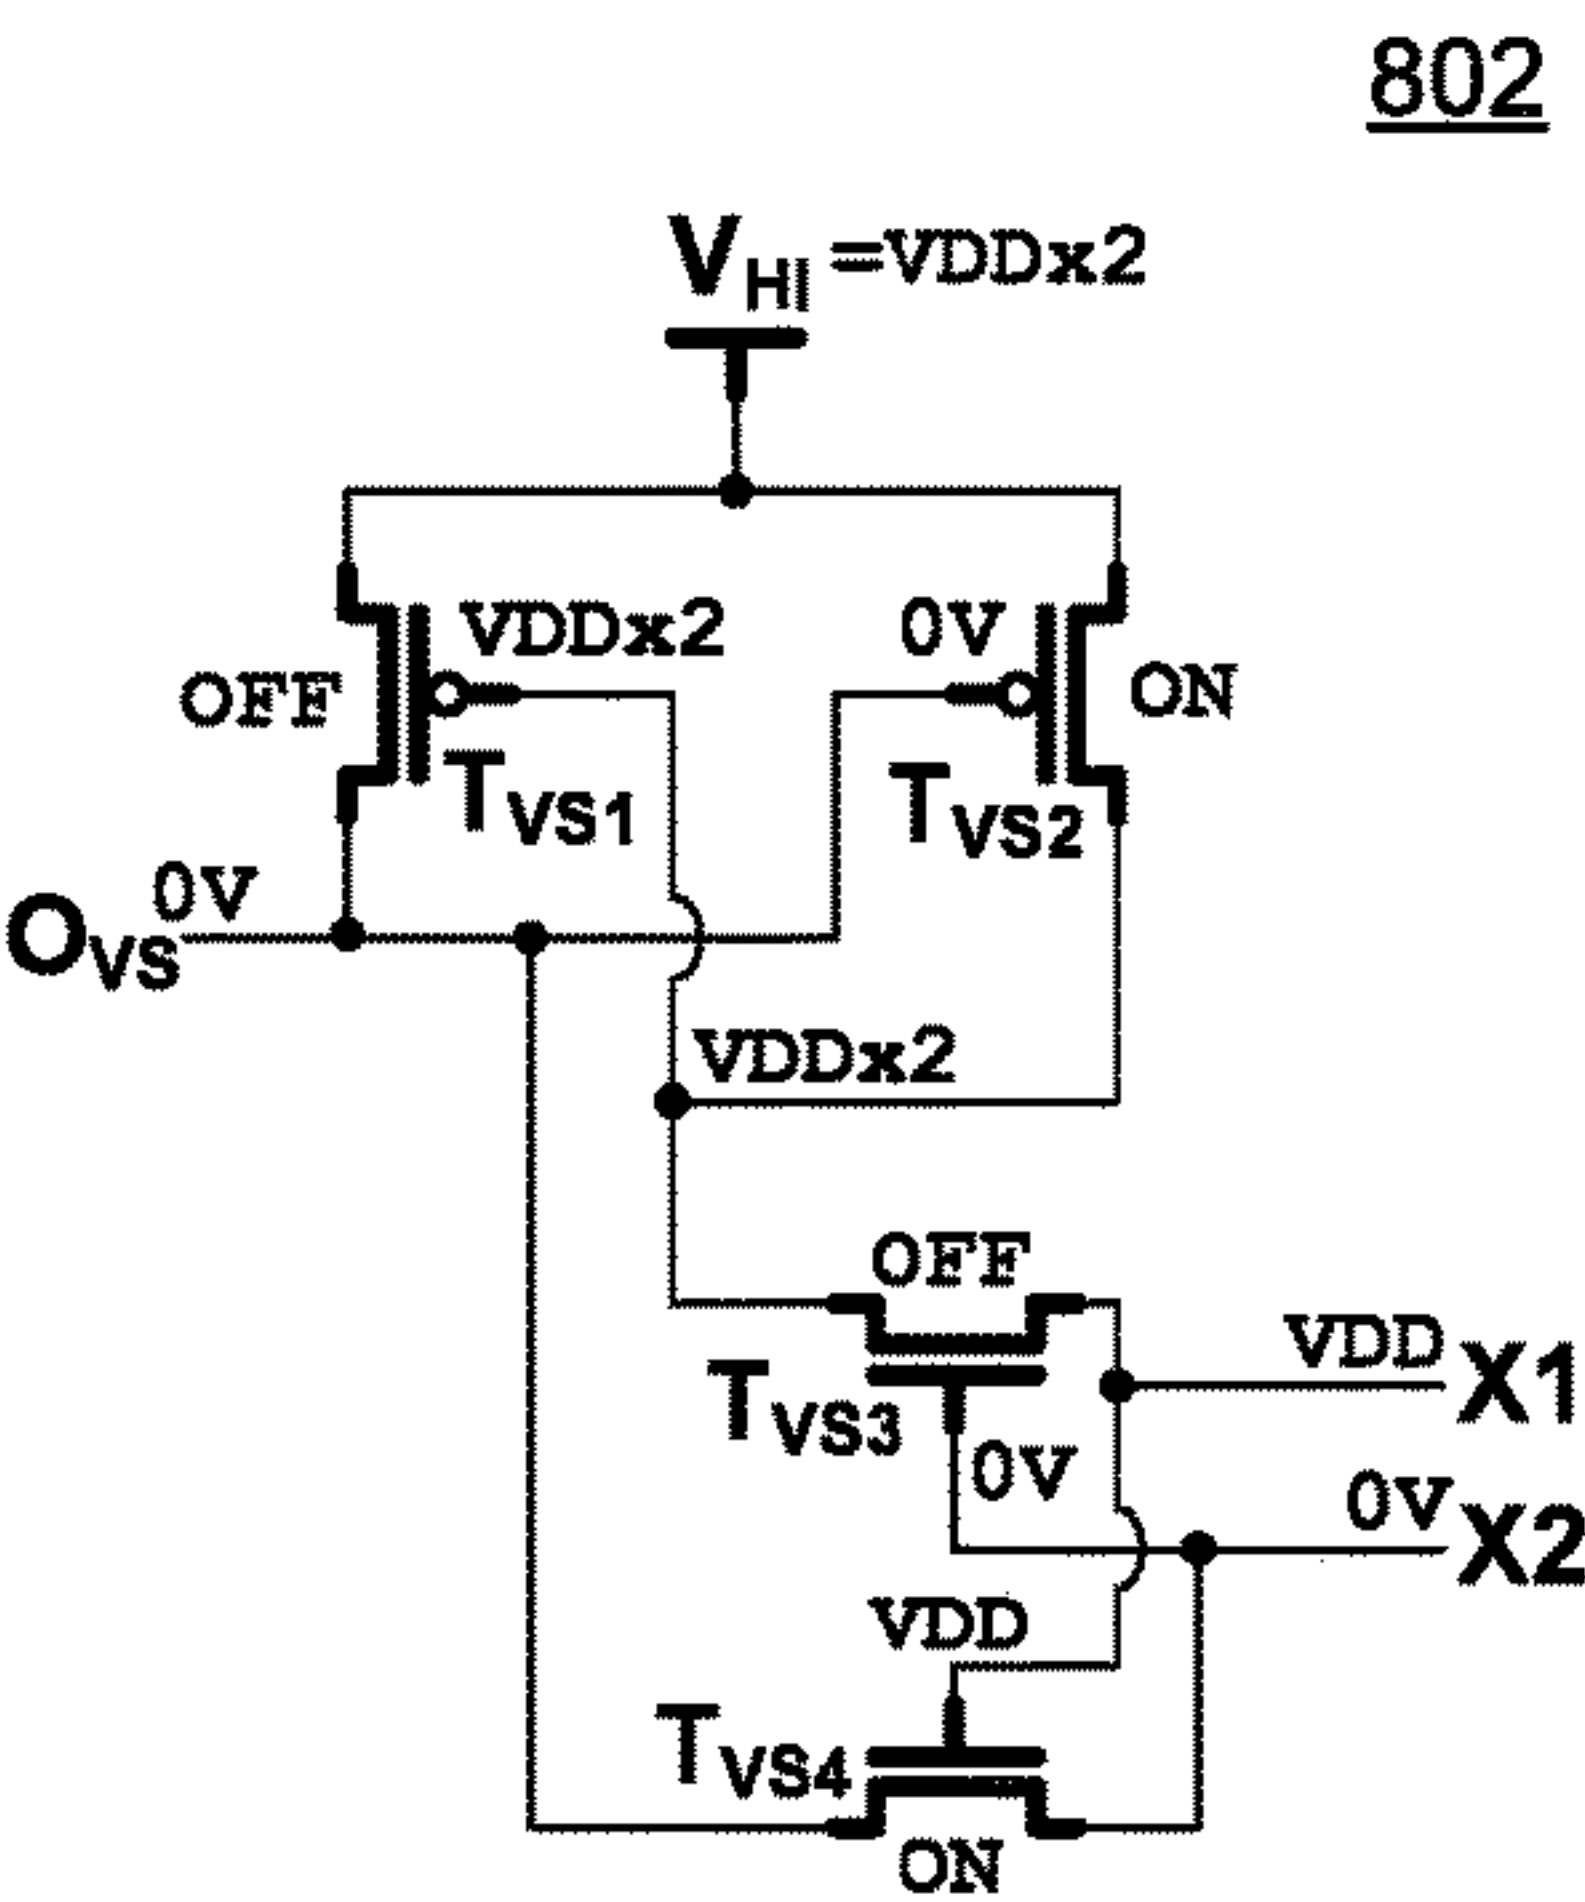 802
VHI =VDDx2
VDDx2
0V
OFF
ON
TVS1
TVS2
0V
OVS
VDDx2
OFF
VDD
X1
TVS3
0V
0V
X2
VDD
TVS4
ON